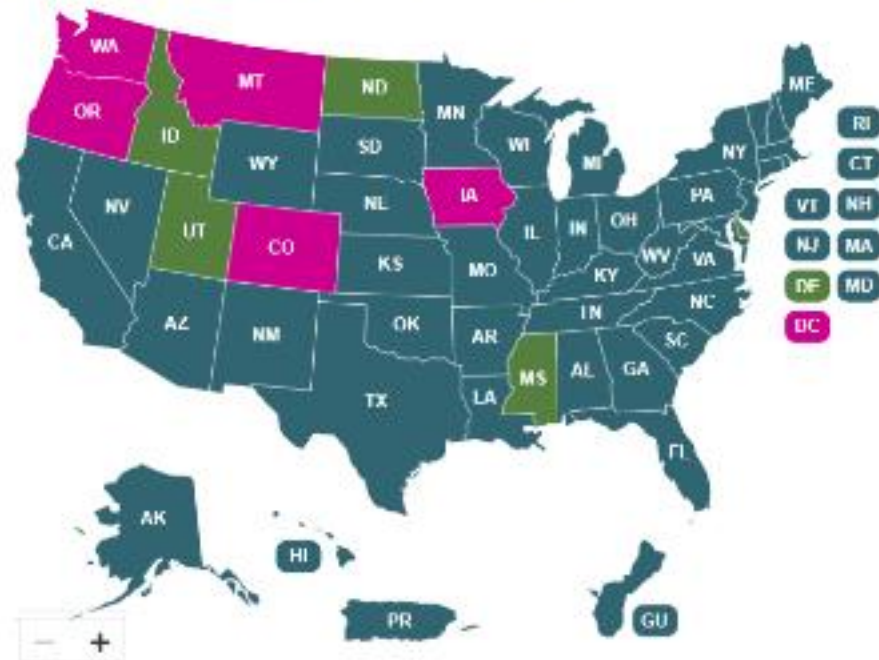 WA
MT
ND
ME
OR
MN
ID
SD
WI
MI
NY
RI
WY
CT
IA
PA
NV
NL
VT
NH
IL
IN
OH
UT
CO
CA
WV
NJ
MA
KS
MO
KY
VA
DE
MD
NC
AZ
OK
TN
DC
NM
AR
SC
MS
AL
GA
TX
LA
FL
AK
HI
PR
GU
− +